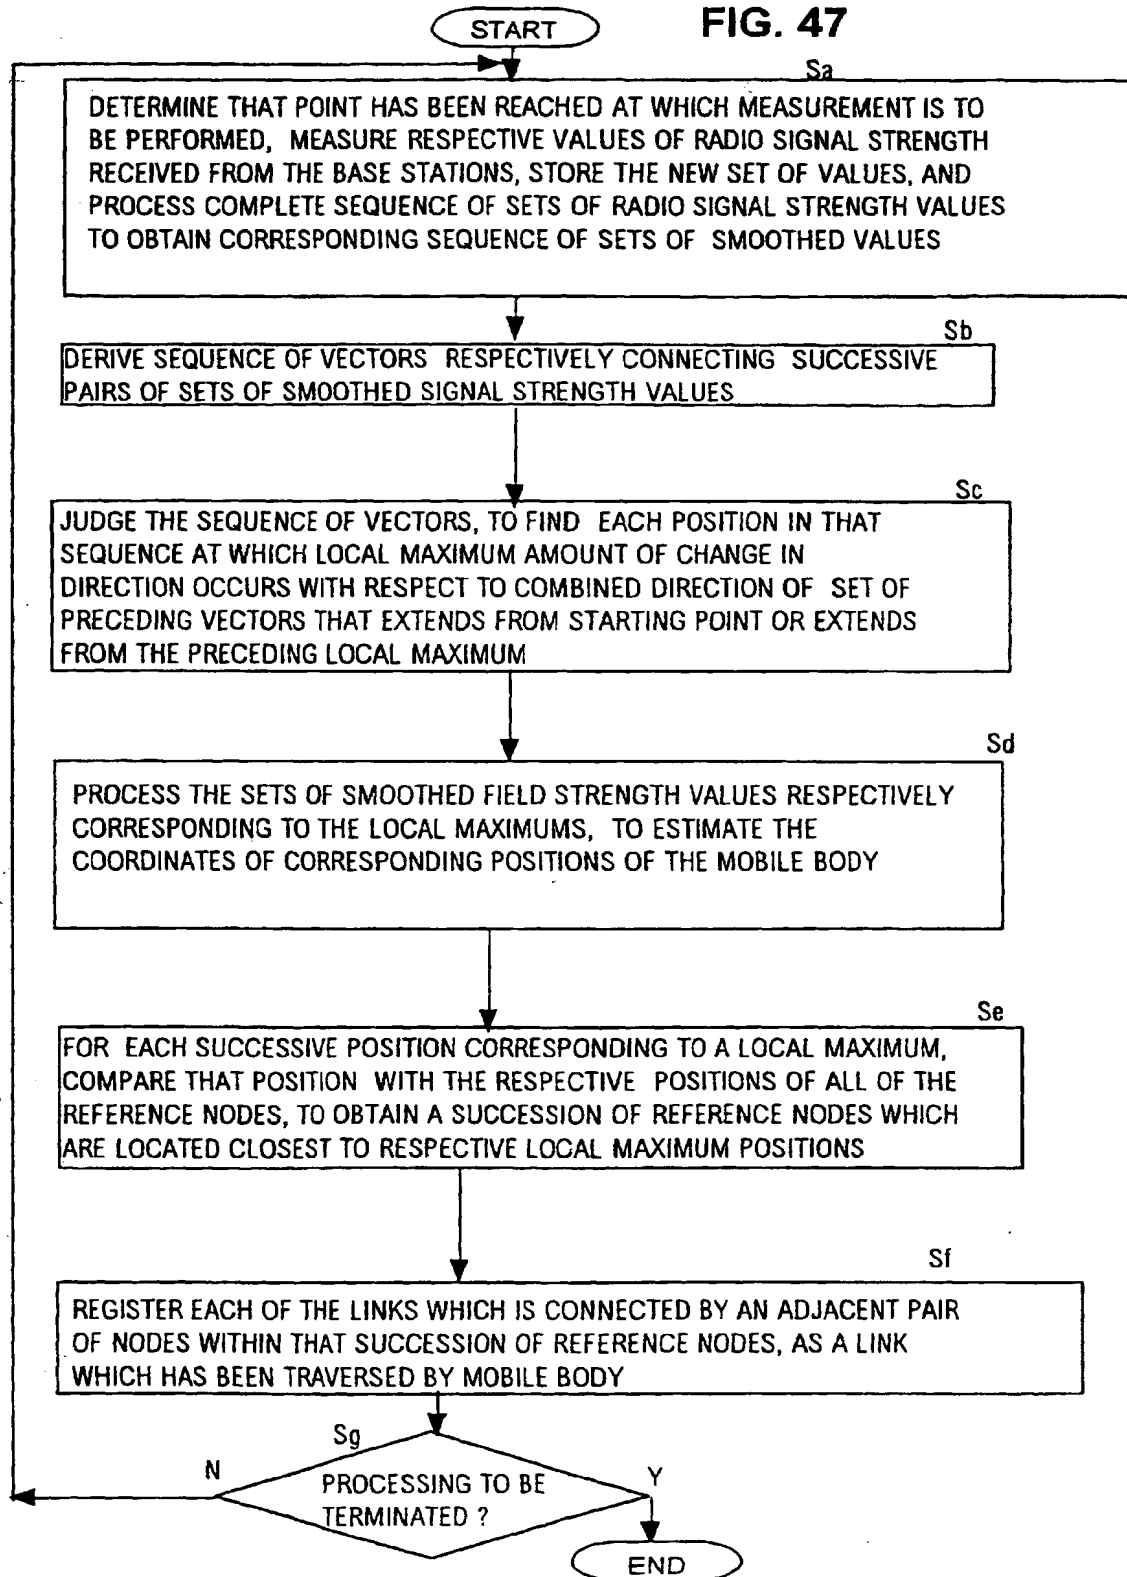 FIG. 47
START
Sa
DETERMINE THAT POINT HAS BEEN REACHED AT WHICH MEASUREMENT IS TO
BE PERFORMED, MEASURE RESPECTIVE VALUES OF RADIO SIGNAL STRENGTH
RECEIVED FROM THE BASE STATIONS, STORE THE NEW SET OF VALUES, AND
PROCESS COMPLETE SEQUENCE OF SETS OF RADIO SIGNAL STRENGTH VALUES
TO OBTAIN CORRESPONDING SEQUENCE OF SETS OF SMOOTHED VALUES
Sb
DERIVE SEQUENCE OF VECTORS RESPECTIVELY CONNECTING SUCCESSIVE
PAIRS OF SETS OF SMOOTHED SIGNAL STRENGTH VALUES
Sc
JUDGE THE SEQUENCE OF VECTORS, TO FIND EACH POSITION IN THAT
SEQUENCE AT WHICH LOCAL MAXIMUM AMOUNT OF CHANGE IN
DIRECTION OCCURS WITH RESPECT TO COMBINED DIRECTION OF SET OF
PRECEDING VECTORS THAT EXTENDS FROM STARTING POINT OR EXTENDS
FROM THE PRECEDING LOCAL MAXIMUM
Sd
PROCESS THE SETS OF SMOOTHED FIELD STRENGTH VALUES RESPECTIVELY
CORRESPONDING TO THE LOCAL MAXIMUMS, TO ESTIMATE THE
COORDINATES OF CORRESPONDING POSITIONS OF THE MOBILE BODY
Se
FOR EACH SUCCESSIVE POSITION CORRESPONDING TO A LOCAL MAXIMUM,
COMPARE THAT POSITION WITH THE RESPECTIVE POSITIONS OF ALL OF THE
REFERENCE NODES, TO OBTAIN A SUCCESSION OF REFERENCE NODES WHICH
ARE LOCATED CLOSEST TO RESPECTIVE LOCAL MAXIMUM POSITIONS
Sf
REGISTER EACH OF THE LINKS WHICH IS CONNECTED BY AN ADJACENT PAIR
OF NODES WITHIN THAT SUCCESSION OF REFERENCE NODES, AS A LINK
WHICH HAS BEEN TRAVERSED BY MOBILE BODY
Sg
N
PROCESSING TO BE
TERMINATED ?
Y
END